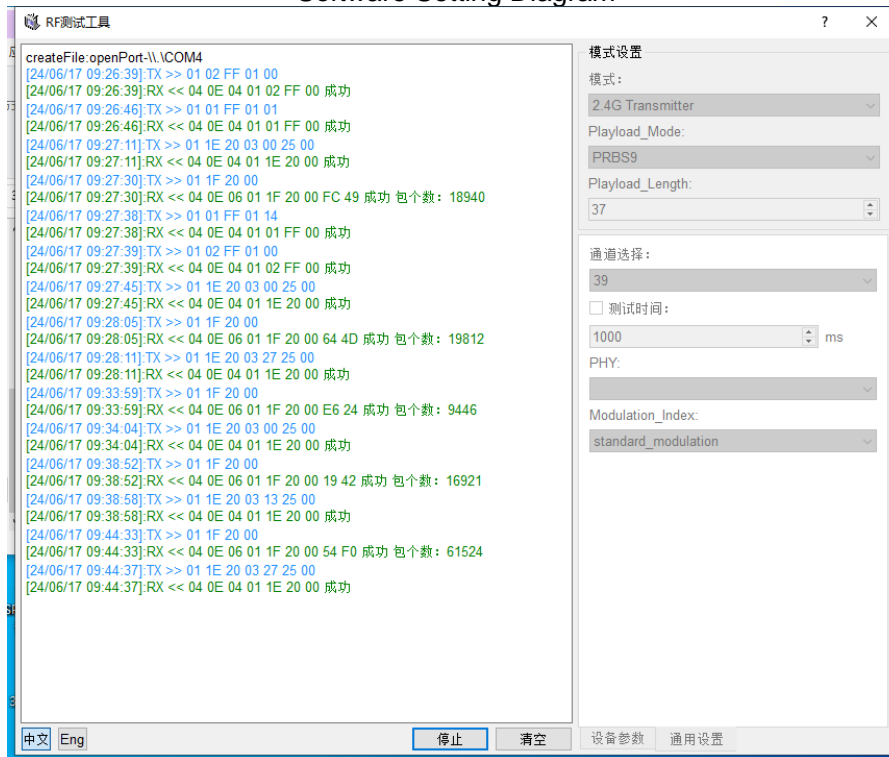 Software Setting Diagram
RF测试工具
? ×
createFile:openPort-\\.\COM4
[24/06/17 09:26:39]:TX >> 01 02 FF 01 00
[24/06/17 09:26:39]:RX << 04 0E 04 01 02 FF 00 成功
[24/06/17 09:26:46]:TX >> 01 01 FF 01 01
[24/06/17 09:26:46]:RX << 04 0E 04 01 01 FF 00 成功
[24/06/17 09:27:11]:TX >> 01 1E 20 03 00 25 00
[24/06/17 09:27:11]:RX << 04 0E 04 01 1E 20 00 成功
[24/06/17 09:27:30]:TX >> 01 1F 20 00
[24/06/17 09:27:30]:RX << 04 0E 06 01 1F 20 00 FC 49 成功 包个数：18940
[24/06/17 09:27:38]:TX >> 01 01 FF 01 14
[24/06/17 09:27:38]:RX << 04 0E 04 01 01 FF 00 成功
[24/06/17 09:27:39]:TX >> 01 02 FF 01 00
[24/06/17 09:27:39]:RX << 04 0E 04 01 02 FF 00 成功
[24/06/17 09:27:45]:TX >> 01 1E 20 03 00 25 00
[24/06/17 09:27:45]:RX << 04 0E 04 01 1E 20 00 成功
[24/06/17 09:28:05]:TX >> 01 1F 20 00
[24/06/17 09:28:05]:RX << 04 0E 06 01 1F 20 00 64 4D 成功 包个数：19812
[24/06/17 09:28:11]:TX >> 01 1E 20 03 27 25 00
[24/06/17 09:28:11]:RX << 04 0E 04 01 1E 20 00 成功
[24/06/17 09:33:59]:TX >> 01 1F 20 00
[24/06/17 09:33:59]:RX << 04 0E 06 01 1F 20 00 E6 24 成功 包个数：9446
[24/06/17 09:34:04]:TX >> 01 1E 20 03 00 25 00
[24/06/17 09:34:04]:RX << 04 0E 04 01 1E 20 00 成功
[24/06/17 09:38:52]:TX >> 01 1F 20 00
[24/06/17 09:38:52]:RX << 04 0E 06 01 1F 20 00 19 42 成功 包个数：16921
[24/06/17 09:38:58]:TX >> 01 1E 20 03 13 25 00
[24/06/17 09:38:58]:RX << 04 0E 04 01 1E 20 00 成功
[24/06/17 09:44:33]:TX >> 01 1F 20 00
[24/06/17 09:44:33]:RX << 04 0E 06 01 1F 20 00 54 F0 成功 包个数：61524
[24/06/17 09:44:37]:TX >> 01 1E 20 03 27 25 00
[24/06/17 09:44:37]:RX << 04 0E 04 01 1E 20 00 成功
中文 Eng
停止 清空
模式设置
模式：
2.4G Transmitter
Playload_Mode:
PRBS9
Playload_Length:
37
通道选择：
39
测试时间：
1000 ms
PHY:
Modulation_Index:
standard_modulation
设备参数 通用设置